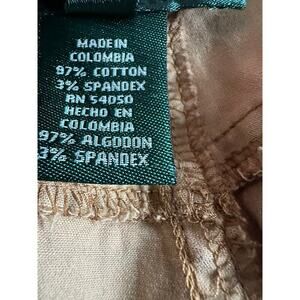 MADE IN
COLOMBIA
97% COTTON
3% SPANDEX
RN 54050
HECHO EN
COLOMBIA
97% ALGODON
3% SPANDEX